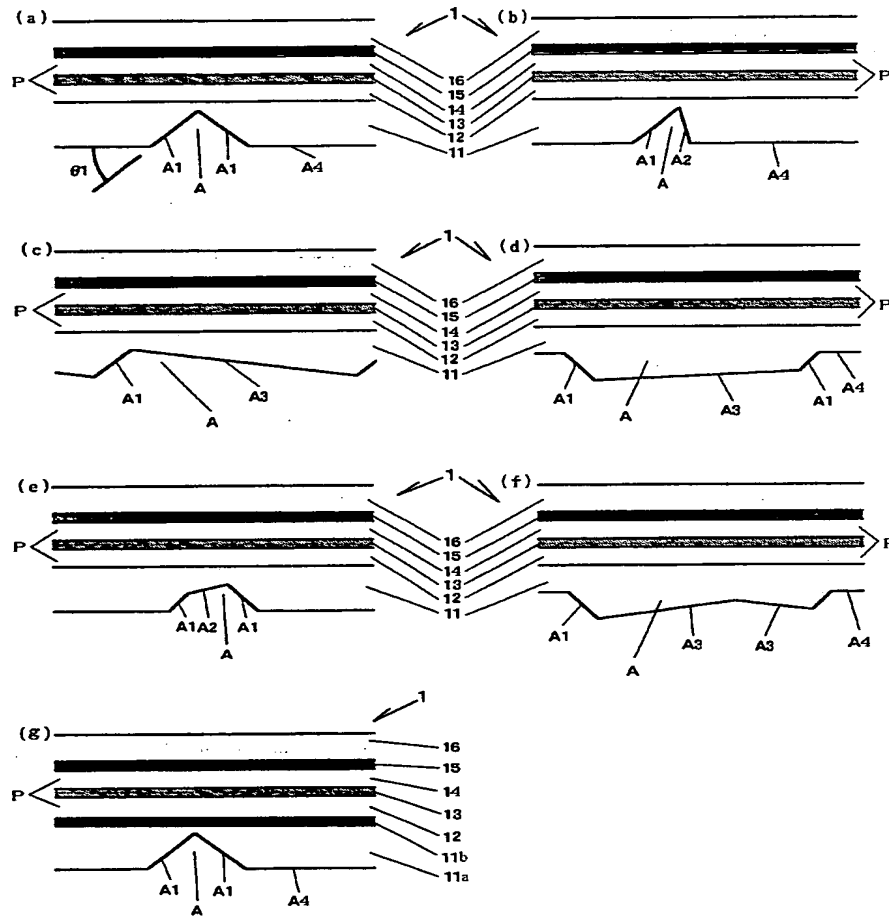 (a) 1 (b)
P 16 P
15
14
13
12
11
θ1 A1 A A1 A4 A1 A A2 A4
(c) 1 (d)
P 16 P
15
14
13
12
11
A1 A A3 A1 A A3 A1 A4
(e) 1 (f)
P 16 P
15
14
13
12
11
A1 A2 A A1 A4 A1 A A3 A3 A4
(g) 1
16
15
P 14
13
12
11b
11a
A1 A A1 A4